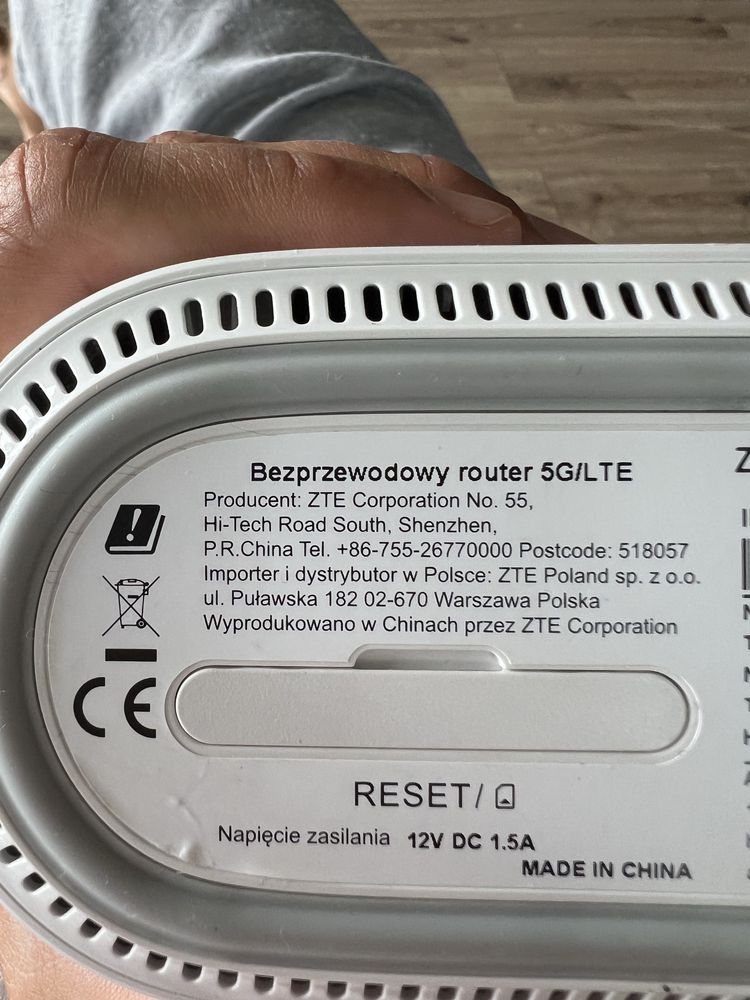 Bezprzewodowy router 5G/LTE
Producent: ZTE Corporation No. 55,
Hi-Tech Road South, Shenzhen,
P.R.China Tel. +86-755-26770000 Postcode: 518057
Importer i dystrybutor w Polsce: ZTE Poland sp. z o.o.
ul. Puławska 182 02-670 Warszawa Polska
Wyprodukowano w Chinach przez ZTE Corporation
CE
RESET/
Napięcie zasilania 12V DC 1.5A
MADE IN CHINA